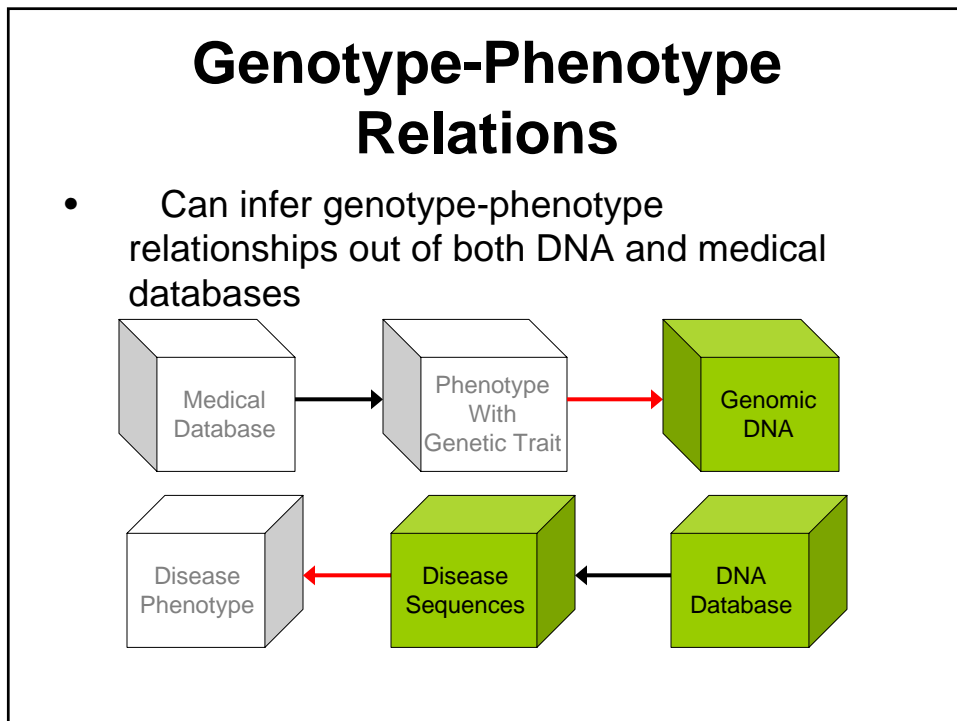 Genotype-Phenotype
Relations
• Can infer genotype-phenotype
relationships out of both DNA and medical
databases
Medical
Database
Phenotype
With
Genetic Trait
Genomic
DNA
Disease
Phenotype
Disease
Sequences
DNA
Database